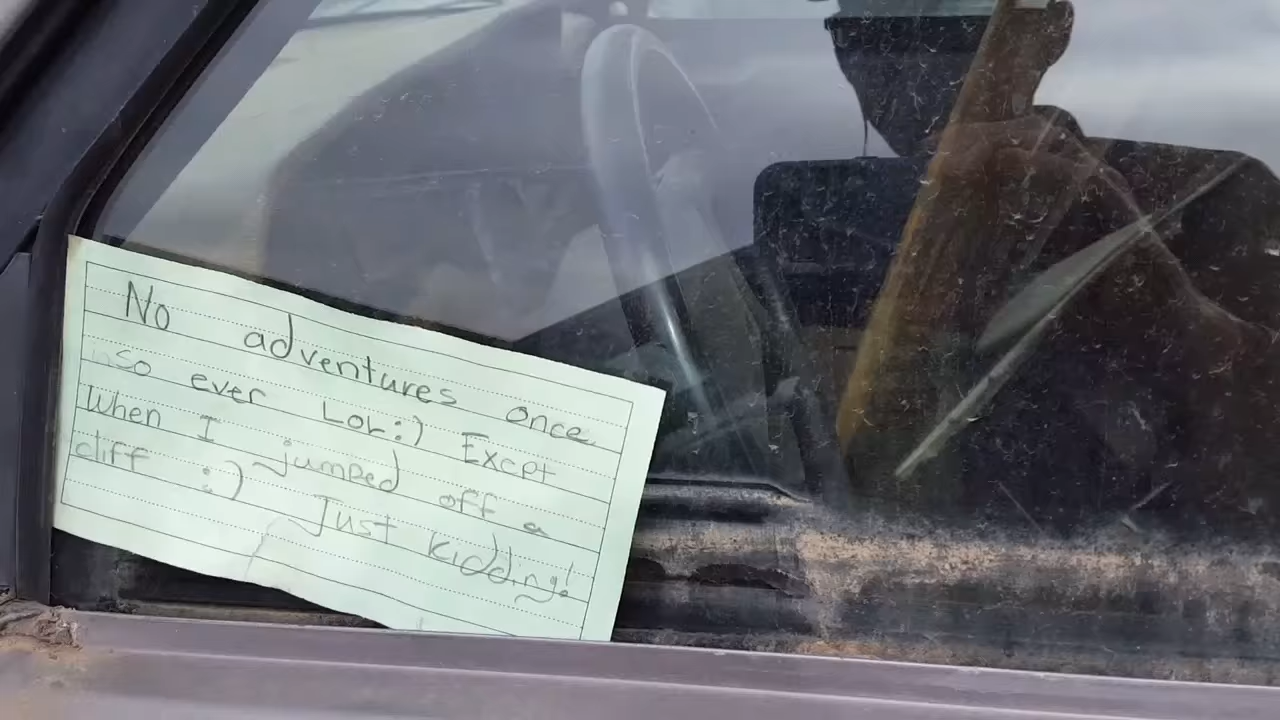 No adventures once
so ever LoL:) Excpt
When I jumped off a
cliff :) Just kidding!